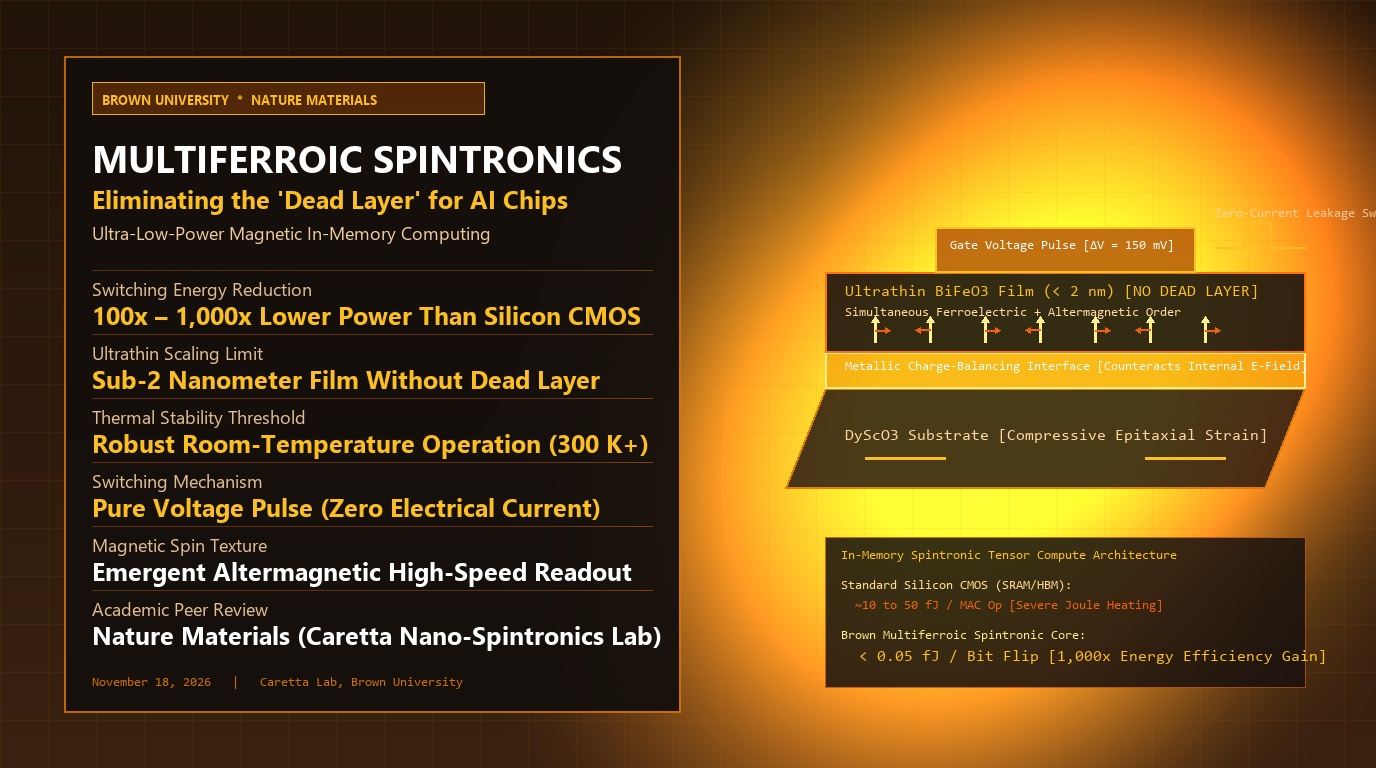 BROWN UNIVERSITY * NATURE MATERIALS
MULTIFERROIC SPINTRONICS
Eliminating the 'Dead Layer' for AI Chips
Ultra-Low-Power Magnetic In-Memory Computing
Switching Energy Reduction
100x – 1,000x Lower Power Than Silicon CMOS
Ultrathin Scaling Limit
Sub-2 Nanometer Film Without Dead Layer
Thermal Stability Threshold
Robust Room-Temperature Operation (300 K+)
Switching Mechanism
Pure Voltage Pulse (Zero Electrical Current)
Magnetic Spin Texture
Emergent Altermagnetic High-Speed Readout
Academic Peer Review
Nature Materials (Caretta Nano-Spintronics Lab)
November 18, 2026 | Caretta Lab, Brown University
Zero-Current Leakage Sw
Gate Voltage Pulse [ΔV = 150 mV]
Ultrathin BiFeO3 Film (< 2 nm) [NO DEAD LAYER]
Simultaneous Ferroelectric + Altermagnetic Order
Metallic Charge-Balancing Interface [Counteracts Internal E-Field]
DyScO3 Substrate [Compressive Epitaxial Strain]
In-Memory Spintronic Tensor Compute Architecture
Standard Silicon CMOS (SRAM/HBM):
~10 to 50 fJ / MAC Op [Severe Joule Heating]
Brown Multiferroic Spintronic Core:
< 0.05 fJ / Bit Flip [1,000x Energy Efficiency Gain]